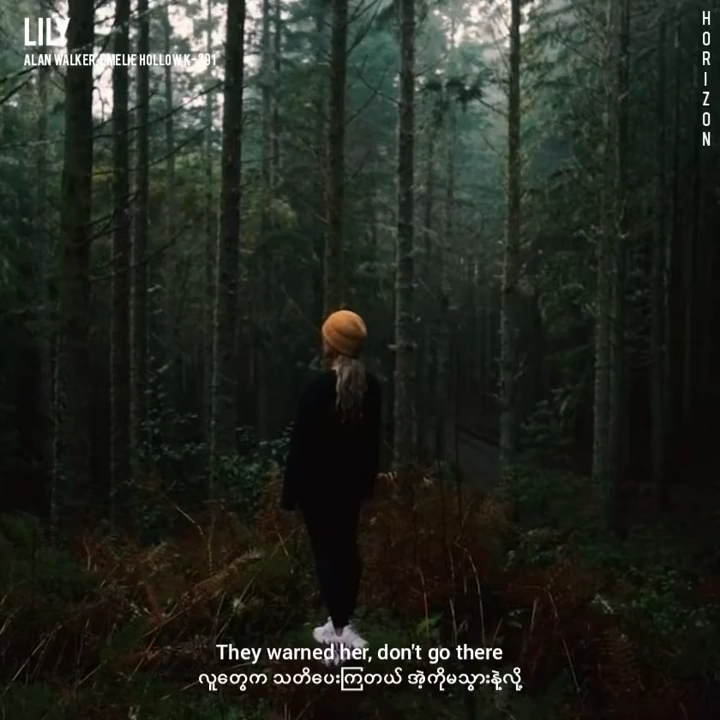 LILY
ALAN WALKER, EMELIE HOLLOW K-391
HORIZON
They warned her, don't go there
လူတွေက သတိပေးကြတယ် အဲ့ကိုမသွားနဲ့လို့